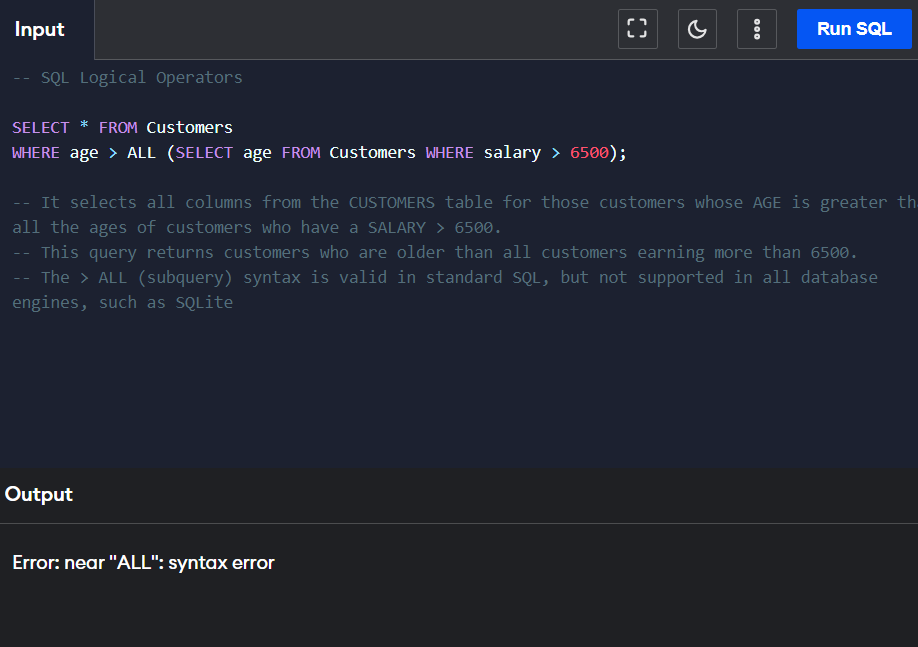 Input
Run SQL
-- SQL Logical Operators
SELECT * FROM Customers
WHERE age > ALL (SELECT age FROM Customers WHERE salary > 6500);
-- It selects all columns from the CUSTOMERS table for those customers whose AGE is greater th
all the ages of customers who have a SALARY > 6500.
-- This query returns customers who are older than all customers earning more than 6500.
-- The > ALL (subquery) syntax is valid in standard SQL, but not supported in all database
engines, such as SQLite
Output
Error: near "ALL": syntax error